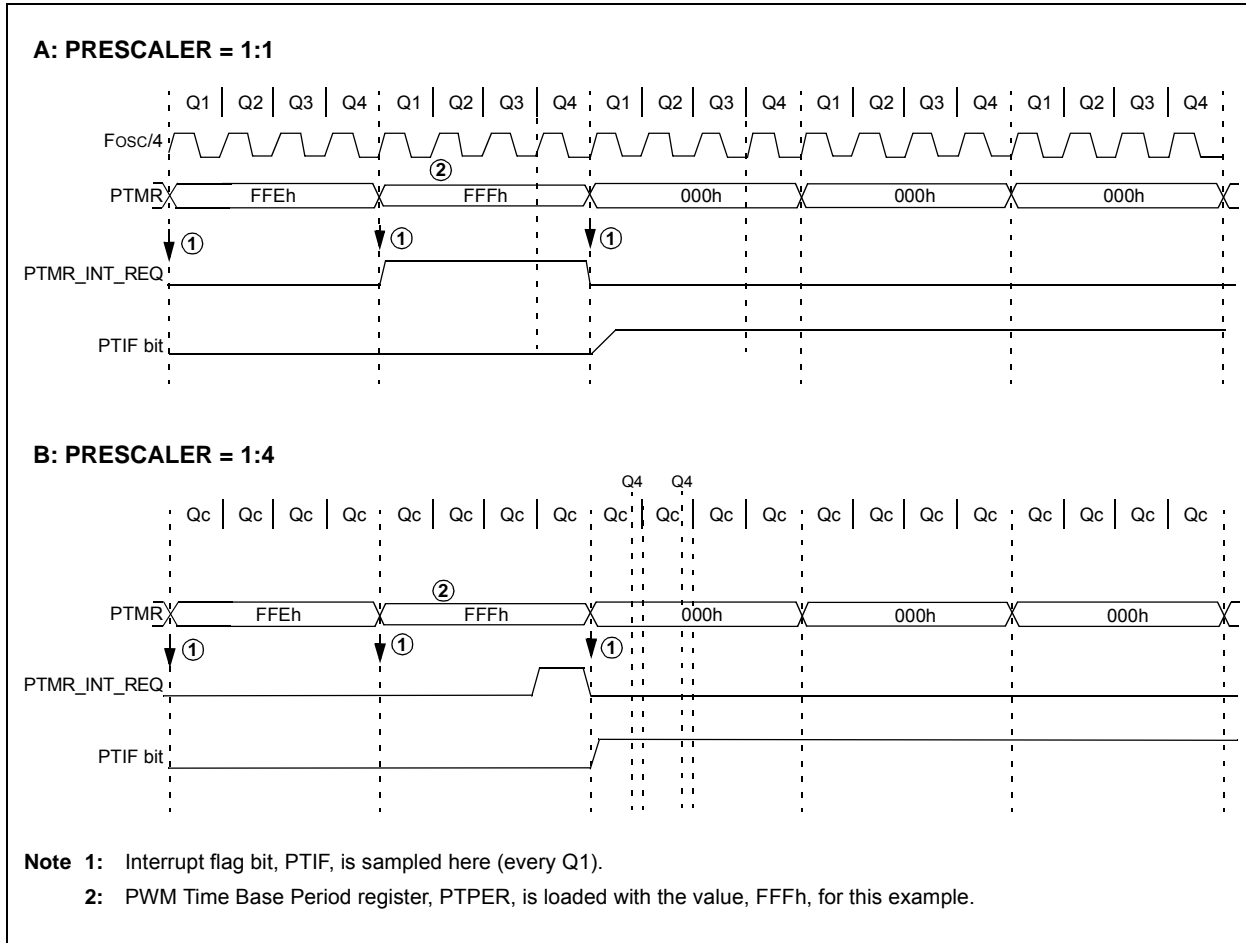 A: PRESCALER = 1:1
Q1 Q2 Q3 Q4 Q1 Q2 Q3 Q4 Q1 Q2 Q3 Q4 Q1 Q2 Q3 Q4 Q1 Q2 Q3 Q4
FOSC/4
2
PTMR FFEh FFFh 000h 000h 000h
1 1 1
PTMR_INT_REQ
PTIF bit
B: PRESCALER = 1:4
Q4 Q4
Qc Qc Qc Qc Qc Qc Qc Qc Qc Qc Qc Qc Qc Qc Qc Qc Qc Qc Qc Qc
2
PTMR FFEh FFFh 000h 000h 000h
1 1 1
PTMR_INT_REQ
PTIF bit
Note 1: Interrupt flag bit, PTIF, is sampled here (every Q1).
2: PWM Time Base Period register, PTPER, is loaded with the value, FFFh, for this example.